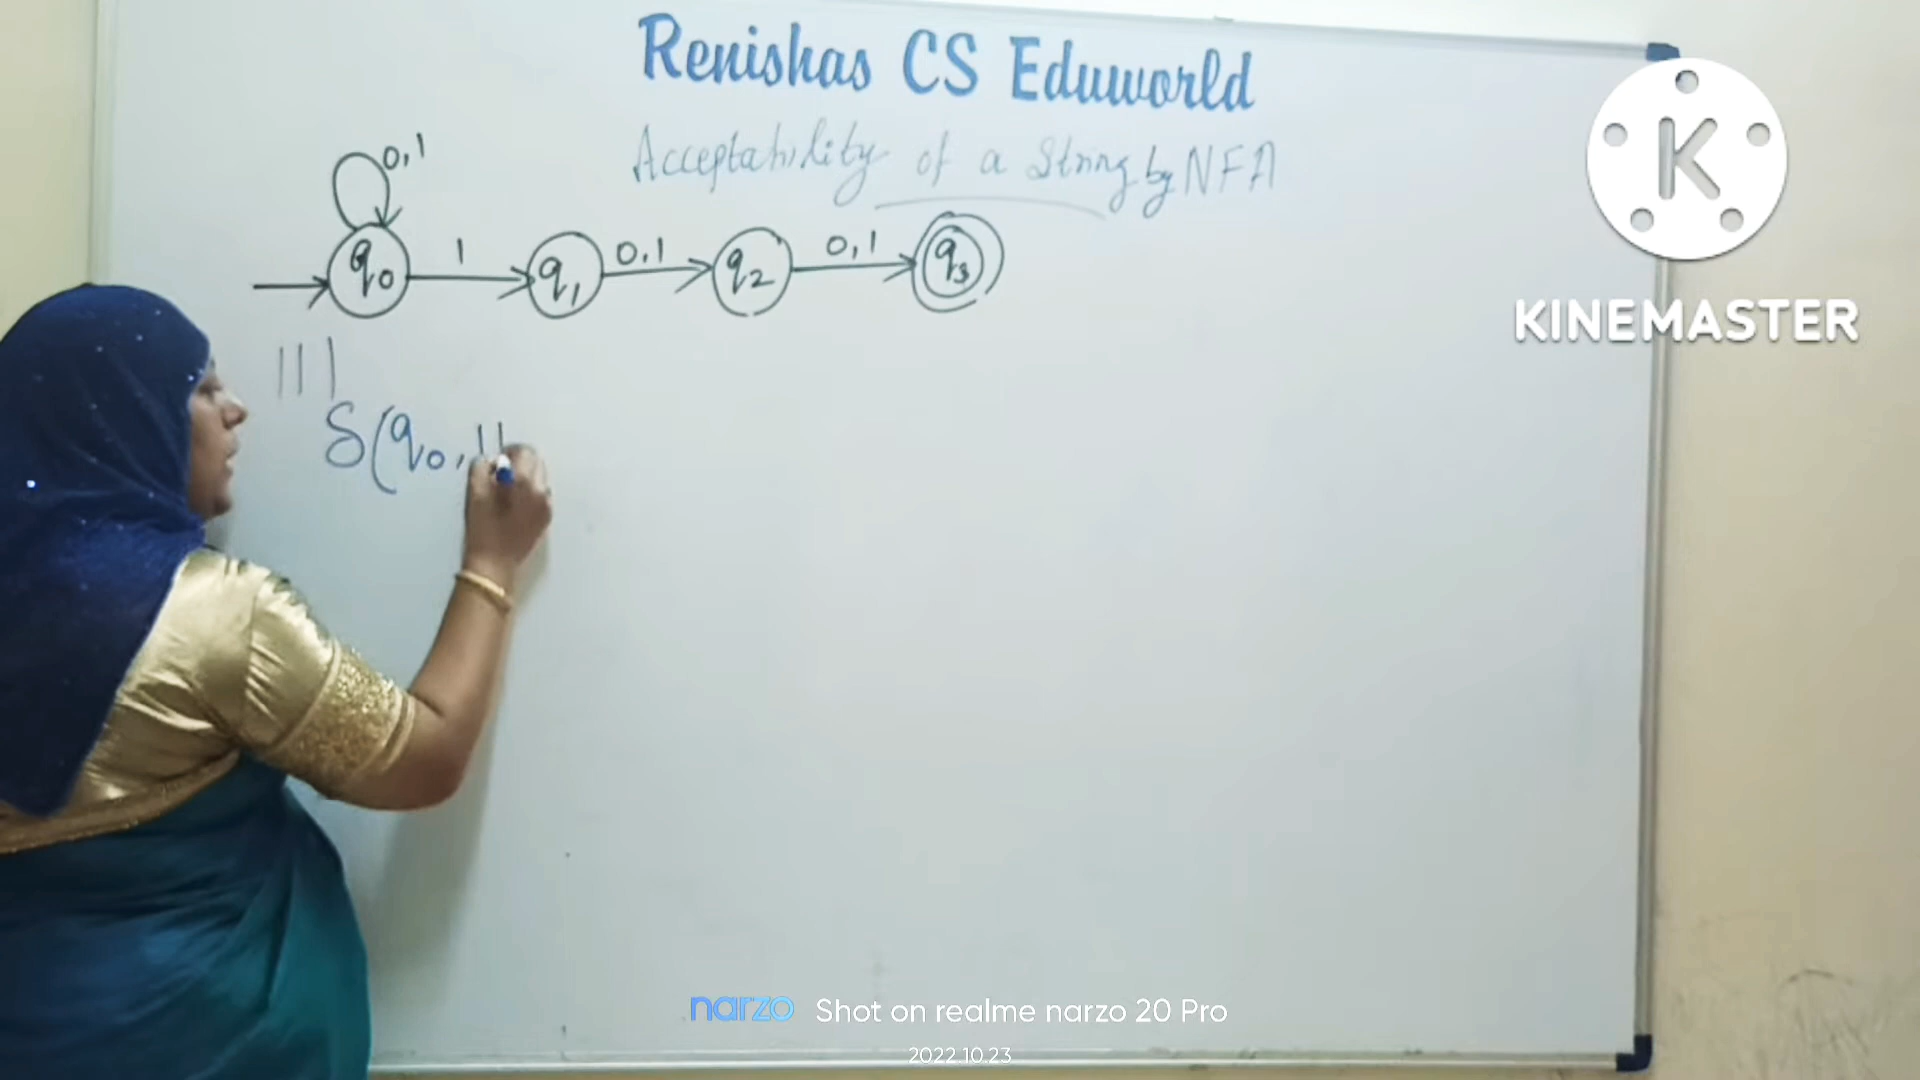 Renishas CS Eduworld
Acceptability of a String by NFA
0,1
q0 1 q1 0,1 q2 0,1 q3
111
δ(q0, 11
KINEMASTER
narzo Shot on realme narzo 20 Pro
2022.10.23